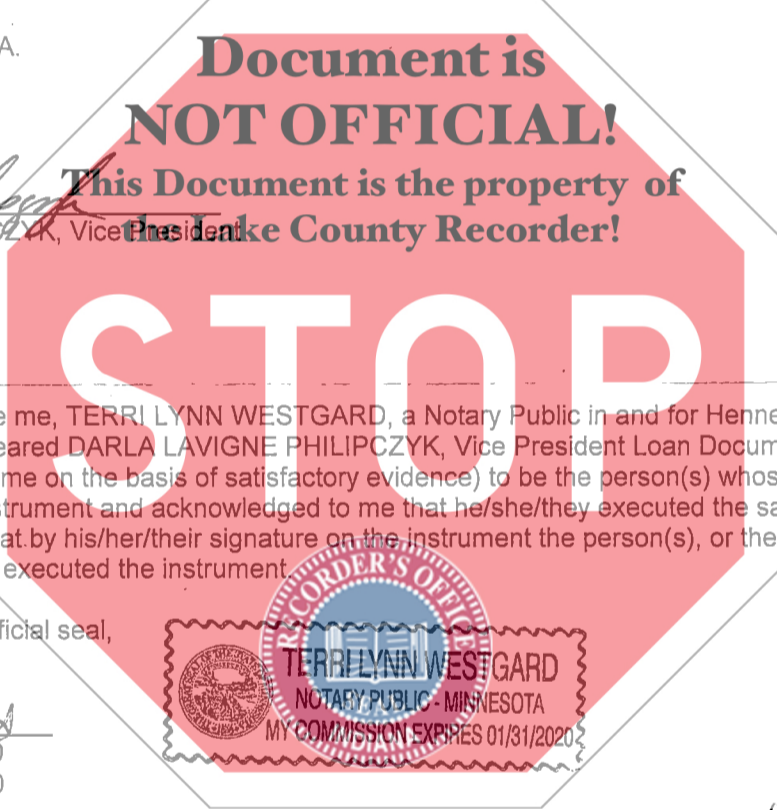 A.
Document is
NOT OFFICIAL!
This Document is the property of
the Lake County Recorder!
ZYK, Vice President
STOP
e me, TERRI LYNN WESTGARD, a Notary Public in and for Henne
eared DARLA LAVIGNE PHILIPCZYK, Vice President Loan Docum
me on the basis of satisfactory evidence) to be the person(s) whos
strument and acknowledged to me that he/she/they executed the sa
at by his/her/their signature on the instrument the person(s), or the
executed the instrument.
ficial seal,
RECORDER'S OFFICE
TERRI LYNN WESTGARD
NOTARY PUBLIC - MINNESOTA
MY COMMISSION EXPIRES 01/31/2020